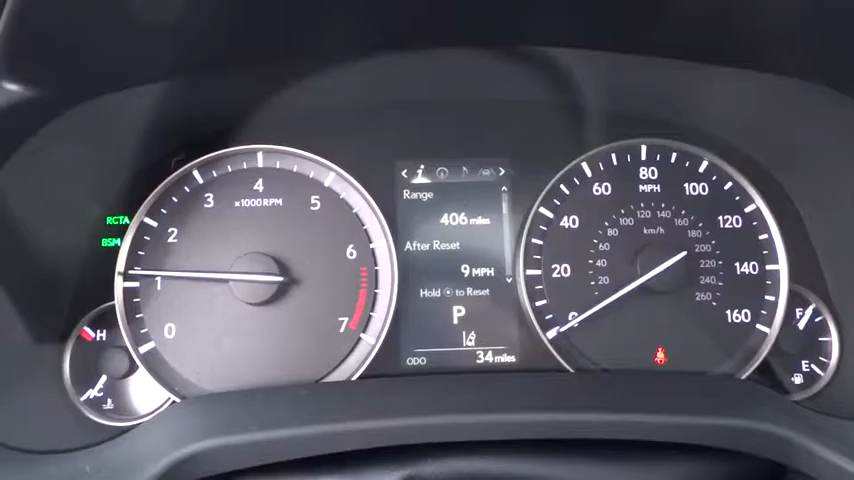 RCTA
BSM
0
1
2
3
4
5
6
7
x1000RPM
H
C
Range
406 miles
After Reset
9 MPH
Hold to Reset
P
ODO 34 miles
0
20
40
60
80
100
120
140
160
MPH
km/h
20
40
60
80
100
120
140
160
180
200
220
240
260
F
E